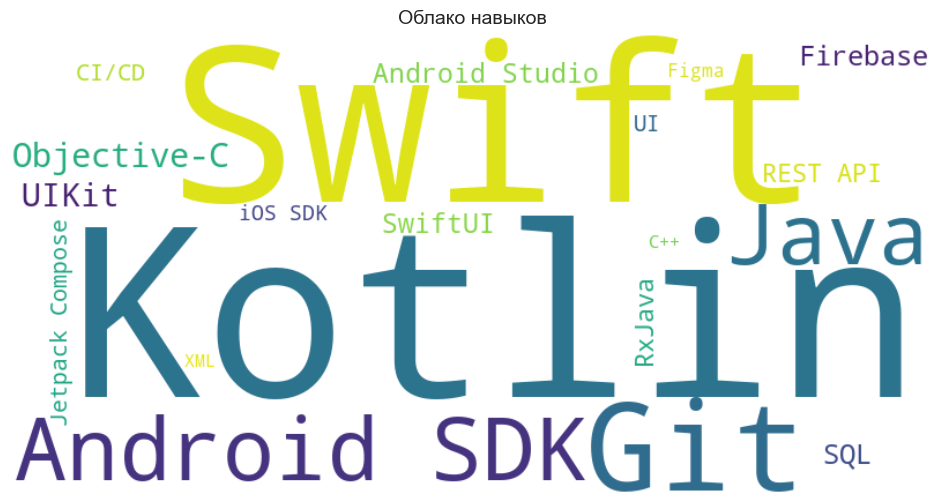 Облако навыков
Swift
CI/CD
Android Studio
Figma
Firebase
UI
Objective-C
REST API
UIKit
iOS SDK
SwiftUI
Java
C++
Jetpack Compose
Kotlin
RxJava
XML
Android SDK
Git
SQL